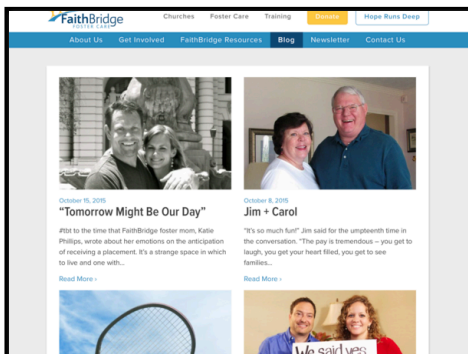 FaithBridge
FOSTER CARE
Churches Foster Care Training Donate Hope Runs Deep
About Us Get Involved FaithBridge Resources Blog Newsletter Contact Us
October 15, 2015
“Tomorrow Might Be Our Day”
#tbt to the time that FaithBridge foster mom, Katie
Phillips, wrote about her emotions on the anticipation
of receiving a placement. It’s a strange space in which
to live and one with...
Read More ›
October 8, 2015
Jim + Carol
“It’s so much fun!” Jim said for the umpteenth time in
the conversation. “The pay is tremendous – you get to
laugh, you get your heart filled, you get to see
families...
Read More ›
We said yes